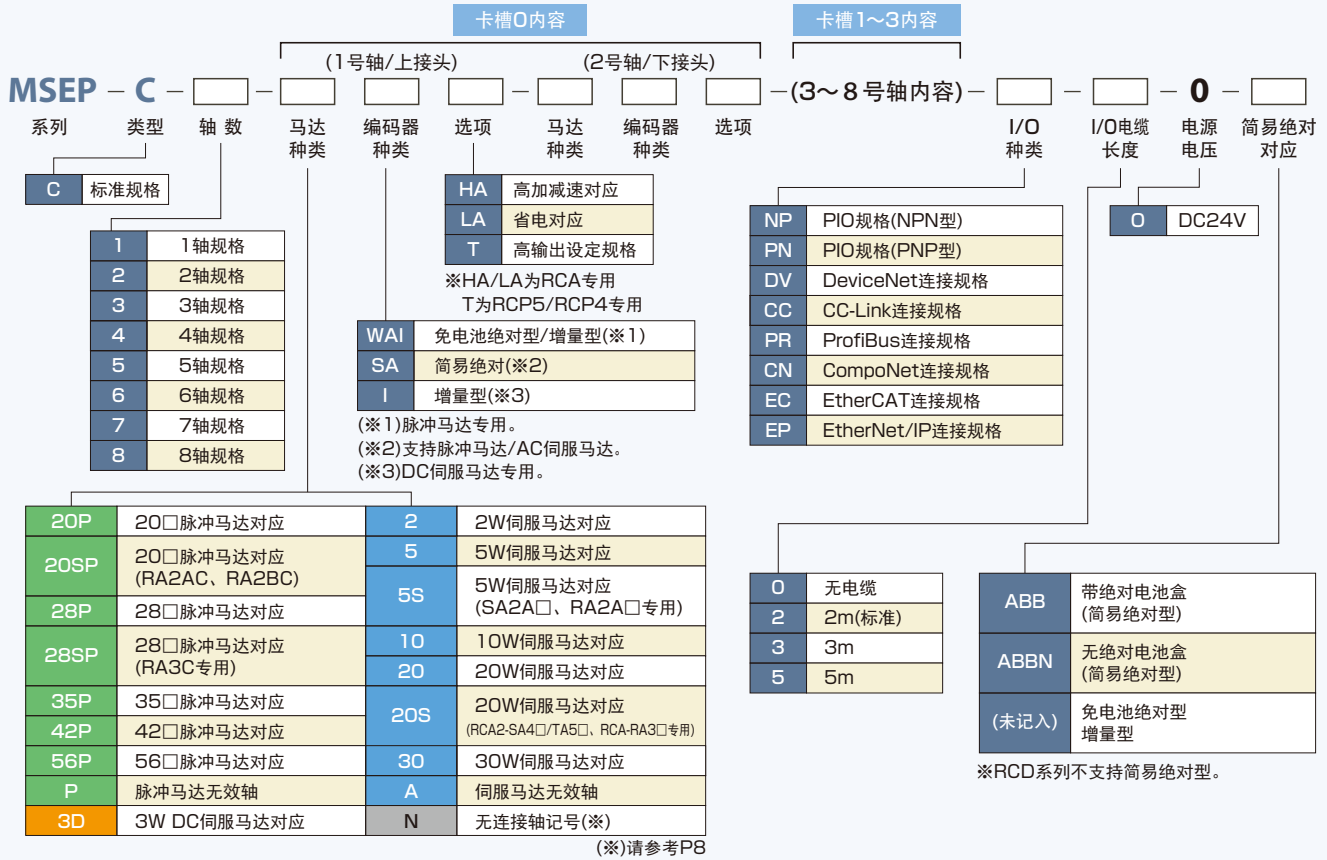 卡槽0内容 卡槽1～3内容
(1号轴/上接头) (2号轴/下接头)
MSEP － C － □ － □ □ □ － □ □ □ －(3～8号轴内容)－ □ － □ － 0 － □
系列 类型 轴 数 马达种类 编码器种类 选项 马达种类 编码器种类 选项 I/O种类 I/O电缆长度 电源电压 简易绝对对应
C 标准规格
1 1轴规格
2 2轴规格
3 3轴规格
4 4轴规格
5 5轴规格
6 6轴规格
7 7轴规格
8 8轴规格
HA 高加减速对应
LA 省电对应
T 高输出设定规格
※HA/LA为RCA专用
T为RCP5/RCP4专用
WAI 免电池绝对型/增量型(※1)
SA 简易绝对(※2)
I 增量型(※3)
(※1)脉冲马达专用。
(※2)支持脉冲马达/AC伺服马达。
(※3)DC伺服马达专用。
NP PIO规格(NPN型)
PN PIO规格(PNP型)
DV DeviceNet连接规格
CC CC-Link连接规格
PR ProfiBus连接规格
CN CompoNet连接规格
EC EtherCAT连接规格
EP EtherNet/IP连接规格
0 DC24V
20P 20□脉冲马达对应
20SP 20□脉冲马达对应
(RA2AC、RA2BC)
28P 28□脉冲马达对应
28SP 28□脉冲马达对应
(RA3C专用)
35P 35□脉冲马达对应
42P 42□脉冲马达对应
56P 56□脉冲马达对应
P 脉冲马达无效轴
3D 3W DC伺服马达对应
2 2W伺服马达对应
5 5W伺服马达对应
5S 5W伺服马达对应
(SA2A□、RA2A□专用)
10 10W伺服马达对应
20 20W伺服马达对应
20S 20W伺服马达对应
(RCA2-SA4□/TA5□、RCA-RA3□专用)
30 30W伺服马达对应
A 伺服马达无效轴
N 无连接轴记号(※)
(※)请参考P8
0 无电缆
2 2m(标准)
3 3m
5 5m
ABB 带绝对电池盒
(简易绝对型)
ABBN 无绝对电池盒
(简易绝对型)
(未记入) 免电池绝对型
增量型
※RCD系列不支持简易绝对型。